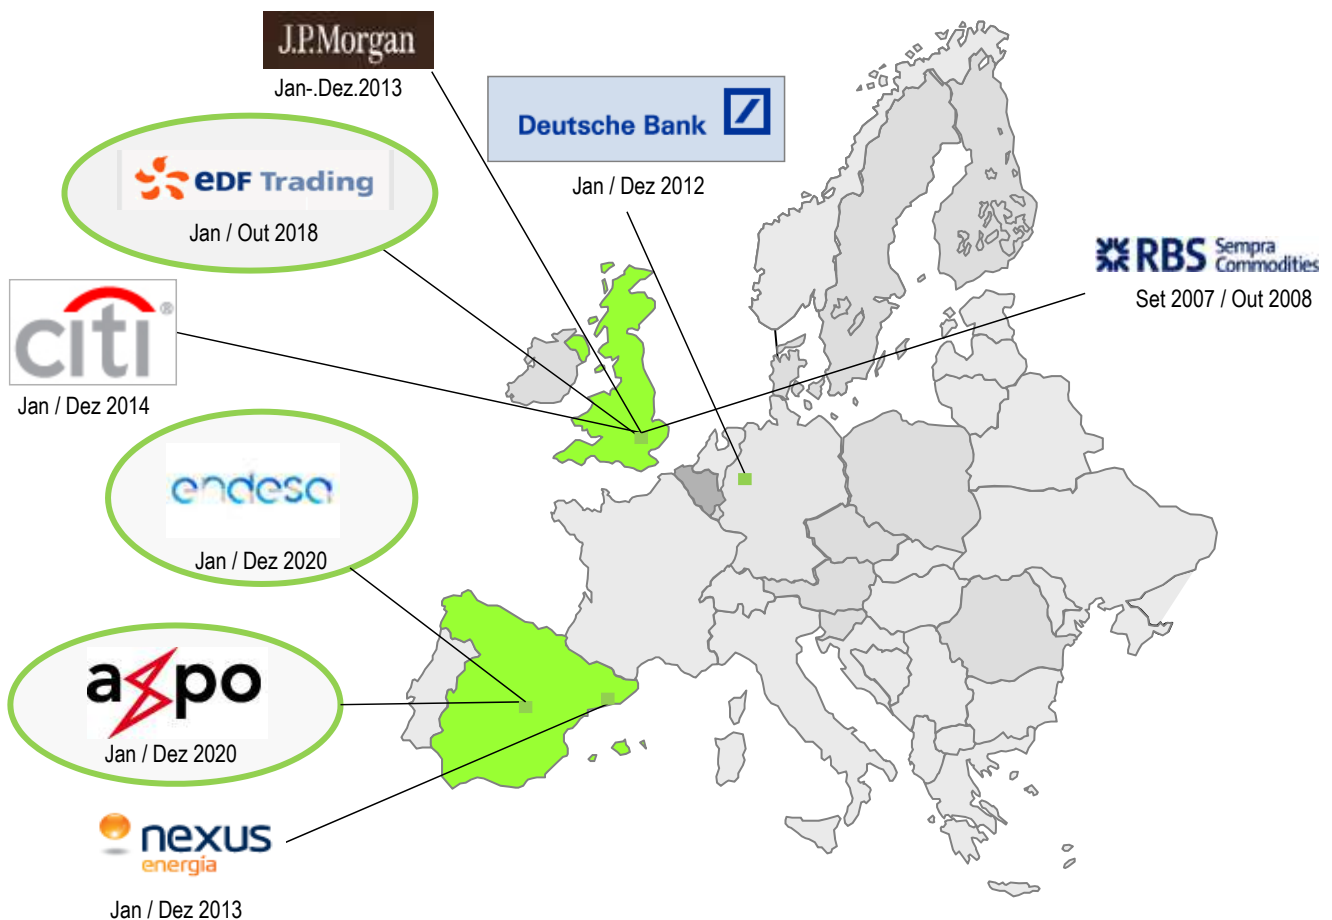 J.P.Morgan
Jan-.Dez.2013
Deutsche Bank
Jan / Dez 2012
eDF Trading
Jan / Out 2018
RBS Sempra
Commodities
Set 2007 / Out 2008
citi®
Jan / Dez 2014
endesa
Jan / Dez 2020
axpo
Jan / Dez 2020
nexus
energía
Jan / Dez 2013